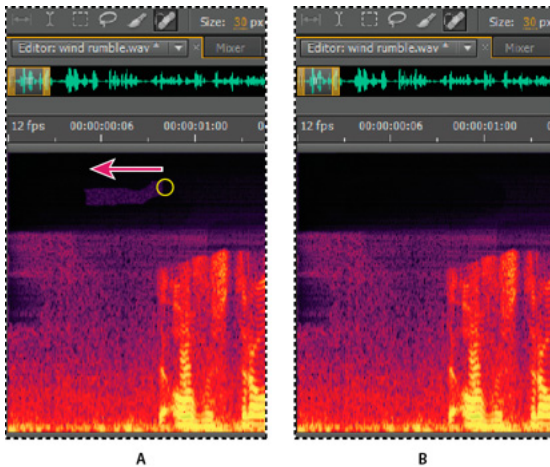 Size: 30 px
Editor: wind rumble.wav *
Mixer
12 fps 00:00:00:06 00:00:01:00 0
A
Size: 30 px
Editor: wind rumble.wav *
Mixer
12 fps 00:00:00:06 00:00:01:00
B